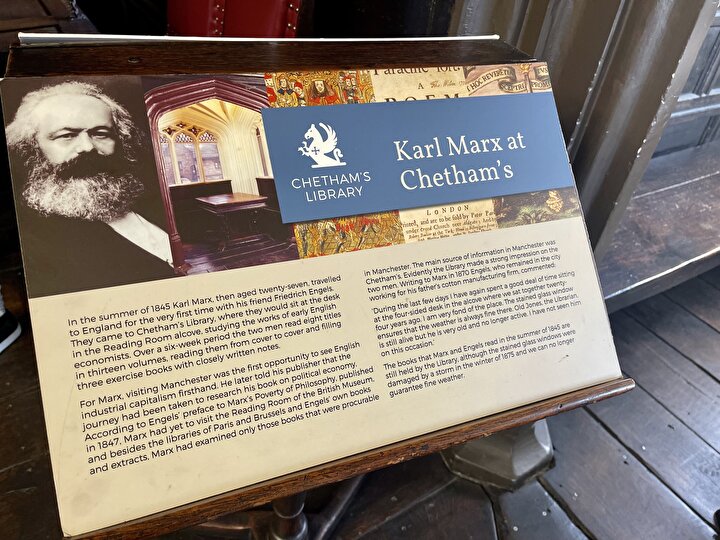 Paradise lost.
A
POEM
HOC REVERETE
SCEPTRE
PROMI
CHETHAM'S
LIBRARY
Karl Marx at
Chetham's
LONDON
and are to be sold by Peter Parker
In the summer of 1845 Karl Marx, then aged twenty-seven, travelled
to England for the very first time with his friend Friedrich Engels.
They came to Chetham's Library, where they would sit at the desk
in the Reading Room alcove, studying the works of early English
economists. Over a six-week period the two men read eight titles
in thirteen volumes, reading them from cover to cover and filling
three exercise books with closely written notes.
For Marx, visiting Manchester was the first opportunity to see English
industrial capitalism firsthand. He later told his publisher that the
journey had been taken to research his book on political economy.
According to Engels' preface to Marx's Poverty of Philosophy, published
in 1847, Marx had yet to visit the Reading Room of the British Museum,
and besides the libraries of Paris and Brussels and Engels' own books
and extracts, Marx had examined only those books that were procurable
in Manchester. The main source of information in Manchester was
Chetham's. Evidently the Library made a strong impression on the
two men. Writing to Marx in 1870 Engels, who remained in the city
working for his father's cotton manufacturing firm, commented:
'During the last few days I have again spent a good deal of time sitting
at the four-sided desk in the alcove where we sat together twenty-
four years ago. I am very fond of the place. The stained glass window
ensures that the weather is always fine there. Old Jones, the Librarian,
is still alive but he is very old and no longer active. I have not seen him
on this occasion.'
The books that Marx and Engels read in the summer of 1845 are
still held by the Library, although the stained glass windows were
damaged by a storm in the winter of 1875 and we can no longer
guarantee fine weather.